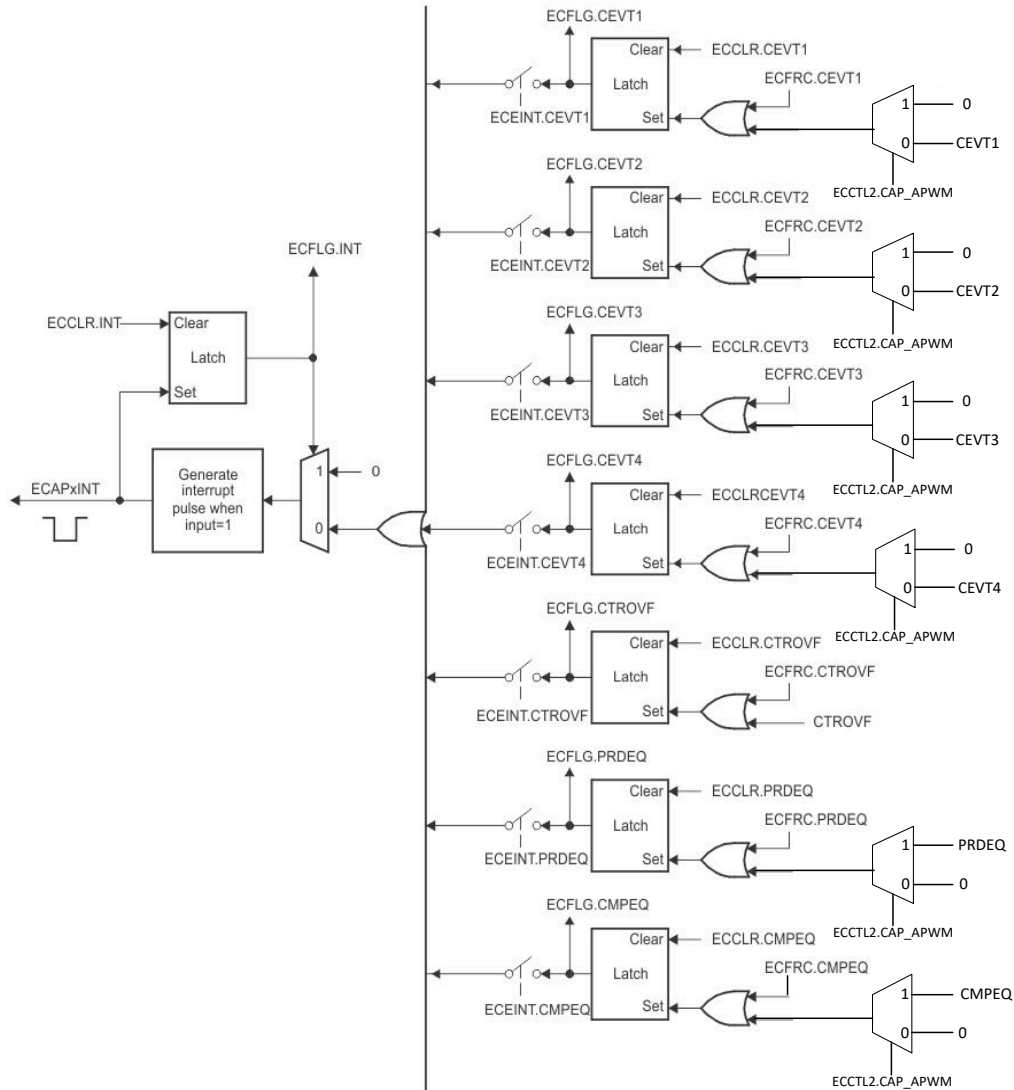 ECFLG.CEVT1
Clear
ECCLR.CEVT1
Latch
ECFRC.CEVT1
ECEINT.CEVT1
Set
1
0
0
CEVT1
ECCTL2.CAP_APWM
ECFLG.CEVT2
Clear
ECCLR.CEVT2
Latch
ECFRC.CEVT2
ECEINT.CEVT2
Set
1
0
0
CEVT2
ECCTL2.CAP_APWM
ECFLG.CEVT3
Clear
ECCLR.CEVT3
Latch
ECFRC.CEVT3
ECEINT.CEVT3
Set
1
0
0
CEVT3
ECCTL2.CAP_APWM
ECFLG.INT
ECCLR.INT
Clear
Latch
Set
ECAPxINT
Generate
interrupt
pulse when
input=1
1
0
0
ECFLG.CEVT4
Clear
ECCLRCEVT4
Latch
ECFRC.CEVT4
ECEINT.CEVT4
Set
1
0
0
CEVT4
ECCTL2.CAP_APWM
ECFLG.CTROVF
Clear
ECCLR.CTROVF
Latch
ECFRC.CTROVF
ECEINT.CTROVF
Set
CTROVF
ECFLG.PRDEQ
Clear
ECCLR.PRDEQ
Latch
ECFRC.PRDEQ
ECEINT.PRDEQ
Set
1
PRDEQ
0
0
ECCTL2.CAP_APWM
ECFLG.CMPEQ
Clear
ECCLR.CMPEQ
Latch
ECFRC.CMPEQ
ECEINT.CMPEQ
Set
1
CMPEQ
0
0
ECCTL2.CAP_APWM